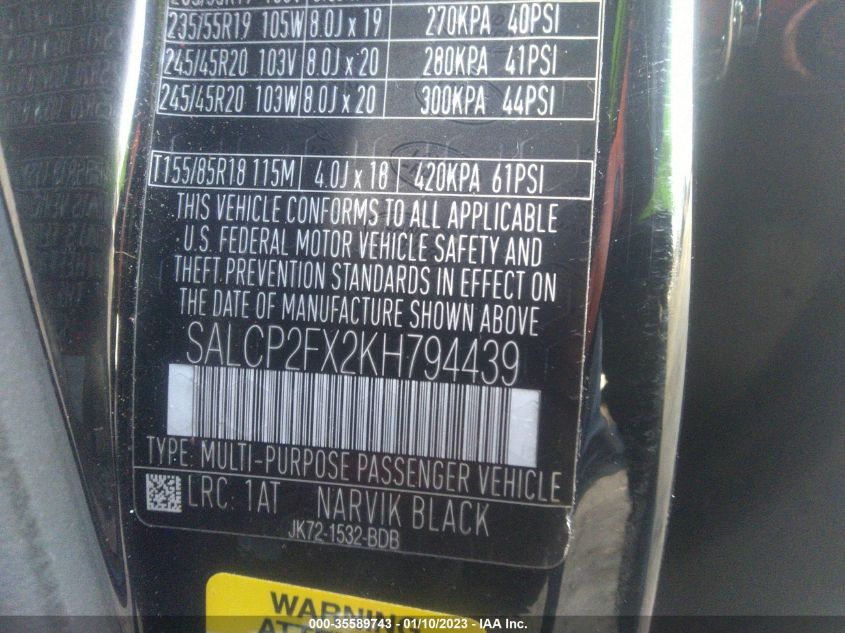 235/55R19 105W 8.0J x 19 270KPA 40PSI
245/45R20 103V 8.0J x 20 280KPA 41PSI
245/45R20 103W 8.0J x 20 300KPA 44PSI
T155/85R18 115M 4.0J x 18 420KPA 61PSI
THIS VEHICLE CONFORMS TO ALL APPLICABLE
U.S. FEDERAL MOTOR VEHICLE SAFETY AND
THEFT PREVENTION STANDARDS IN EFFECT ON
THE DATE OF MANUFACTURE SHOWN ABOVE
SALCP2FX2KH794439
TYPE: MULTI-PURPOSE PASSENGER VEHICLE
LRC: 1AT NARVIK BLACK
JK72-1532-BDB
WARNING
000-35589743 - 01/10/2023 - IAA Inc.